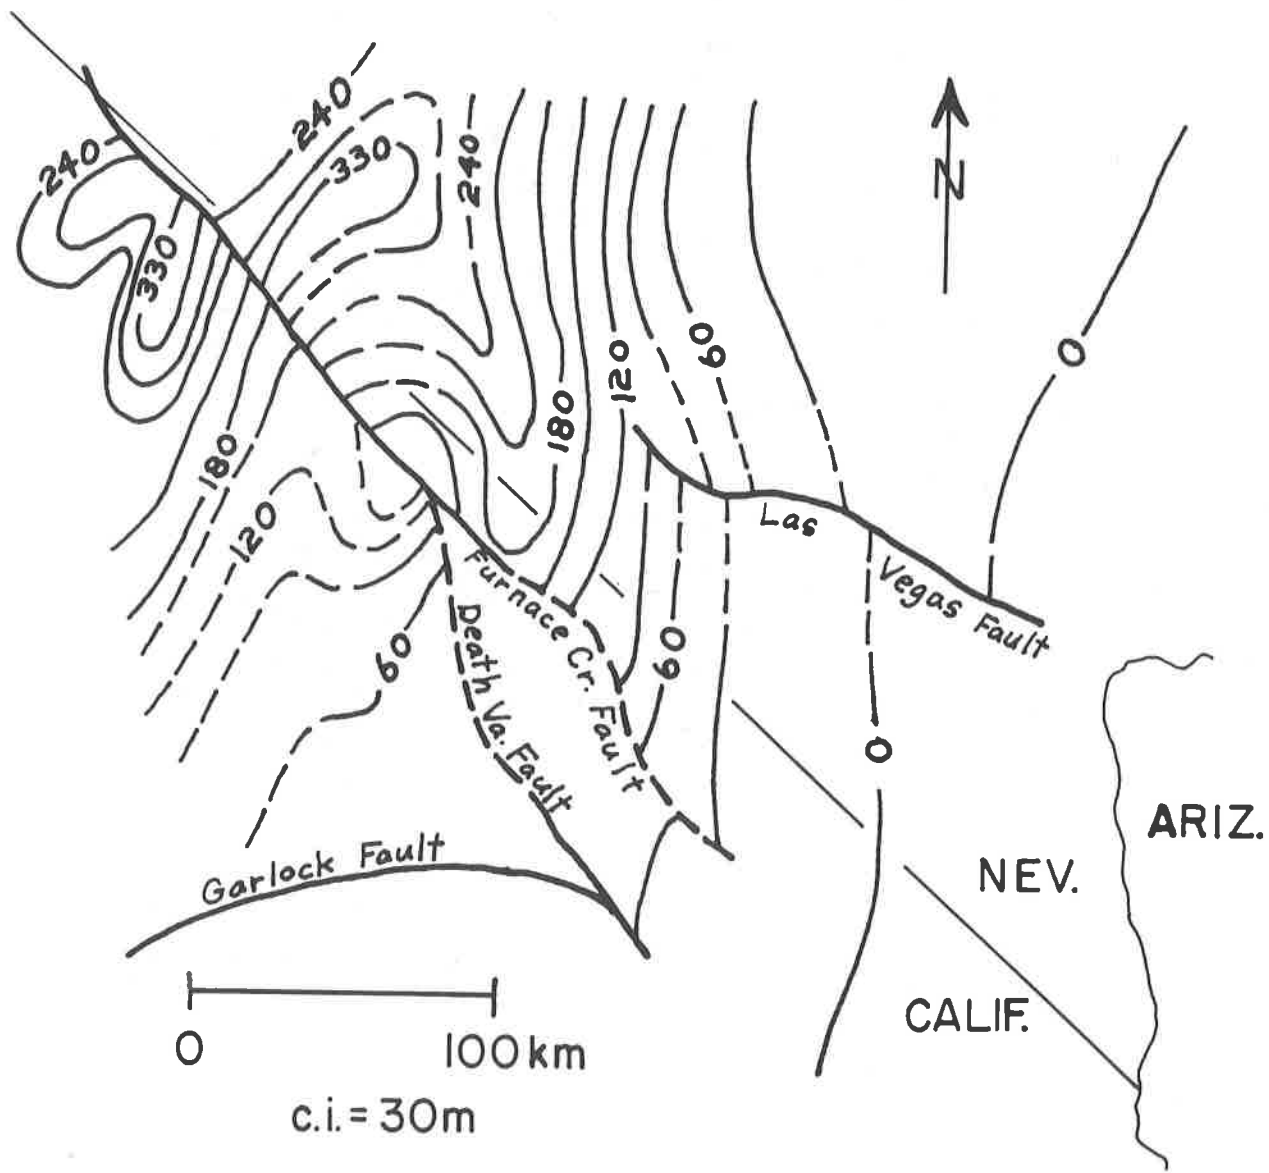 240
330
240
N
240
330
60
0
120
180
180
120
Las
Vegas Fault
Furnace Cr. Fault
Death Va. Fault
60
60
0
ARIZ.
NEV.
Garlock Fault
CALIF.
0 100 km
c.i. = 30m